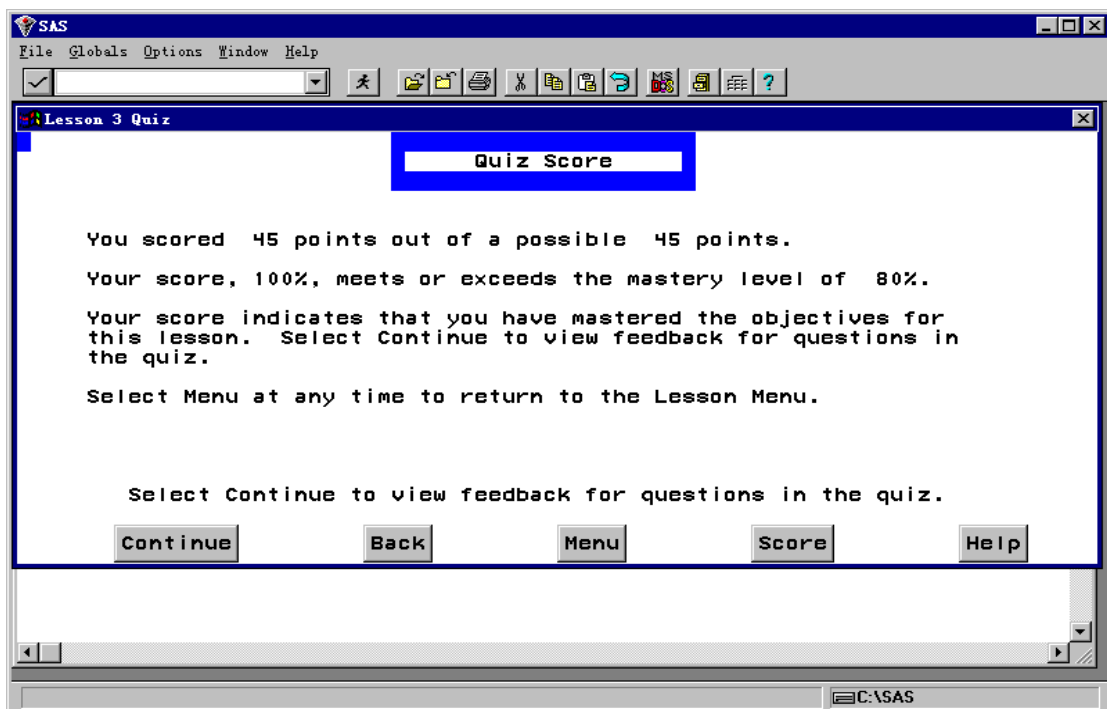 SAS
File Globals Options Window Help
MS DOS ?
Lesson 3 Quiz
Quiz Score
You scored 45 points out of a possible 45 points.
Your score, 100%, meets or exceeds the mastery level of 80%.
Your score indicates that you have mastered the objectives for
this lesson. Select Continue to view feedback for questions in
the quiz.
Select Menu at any time to return to the Lesson Menu.
Select Continue to view feedback for questions in the quiz.
Continue Back Menu Score Help
C:\SAS